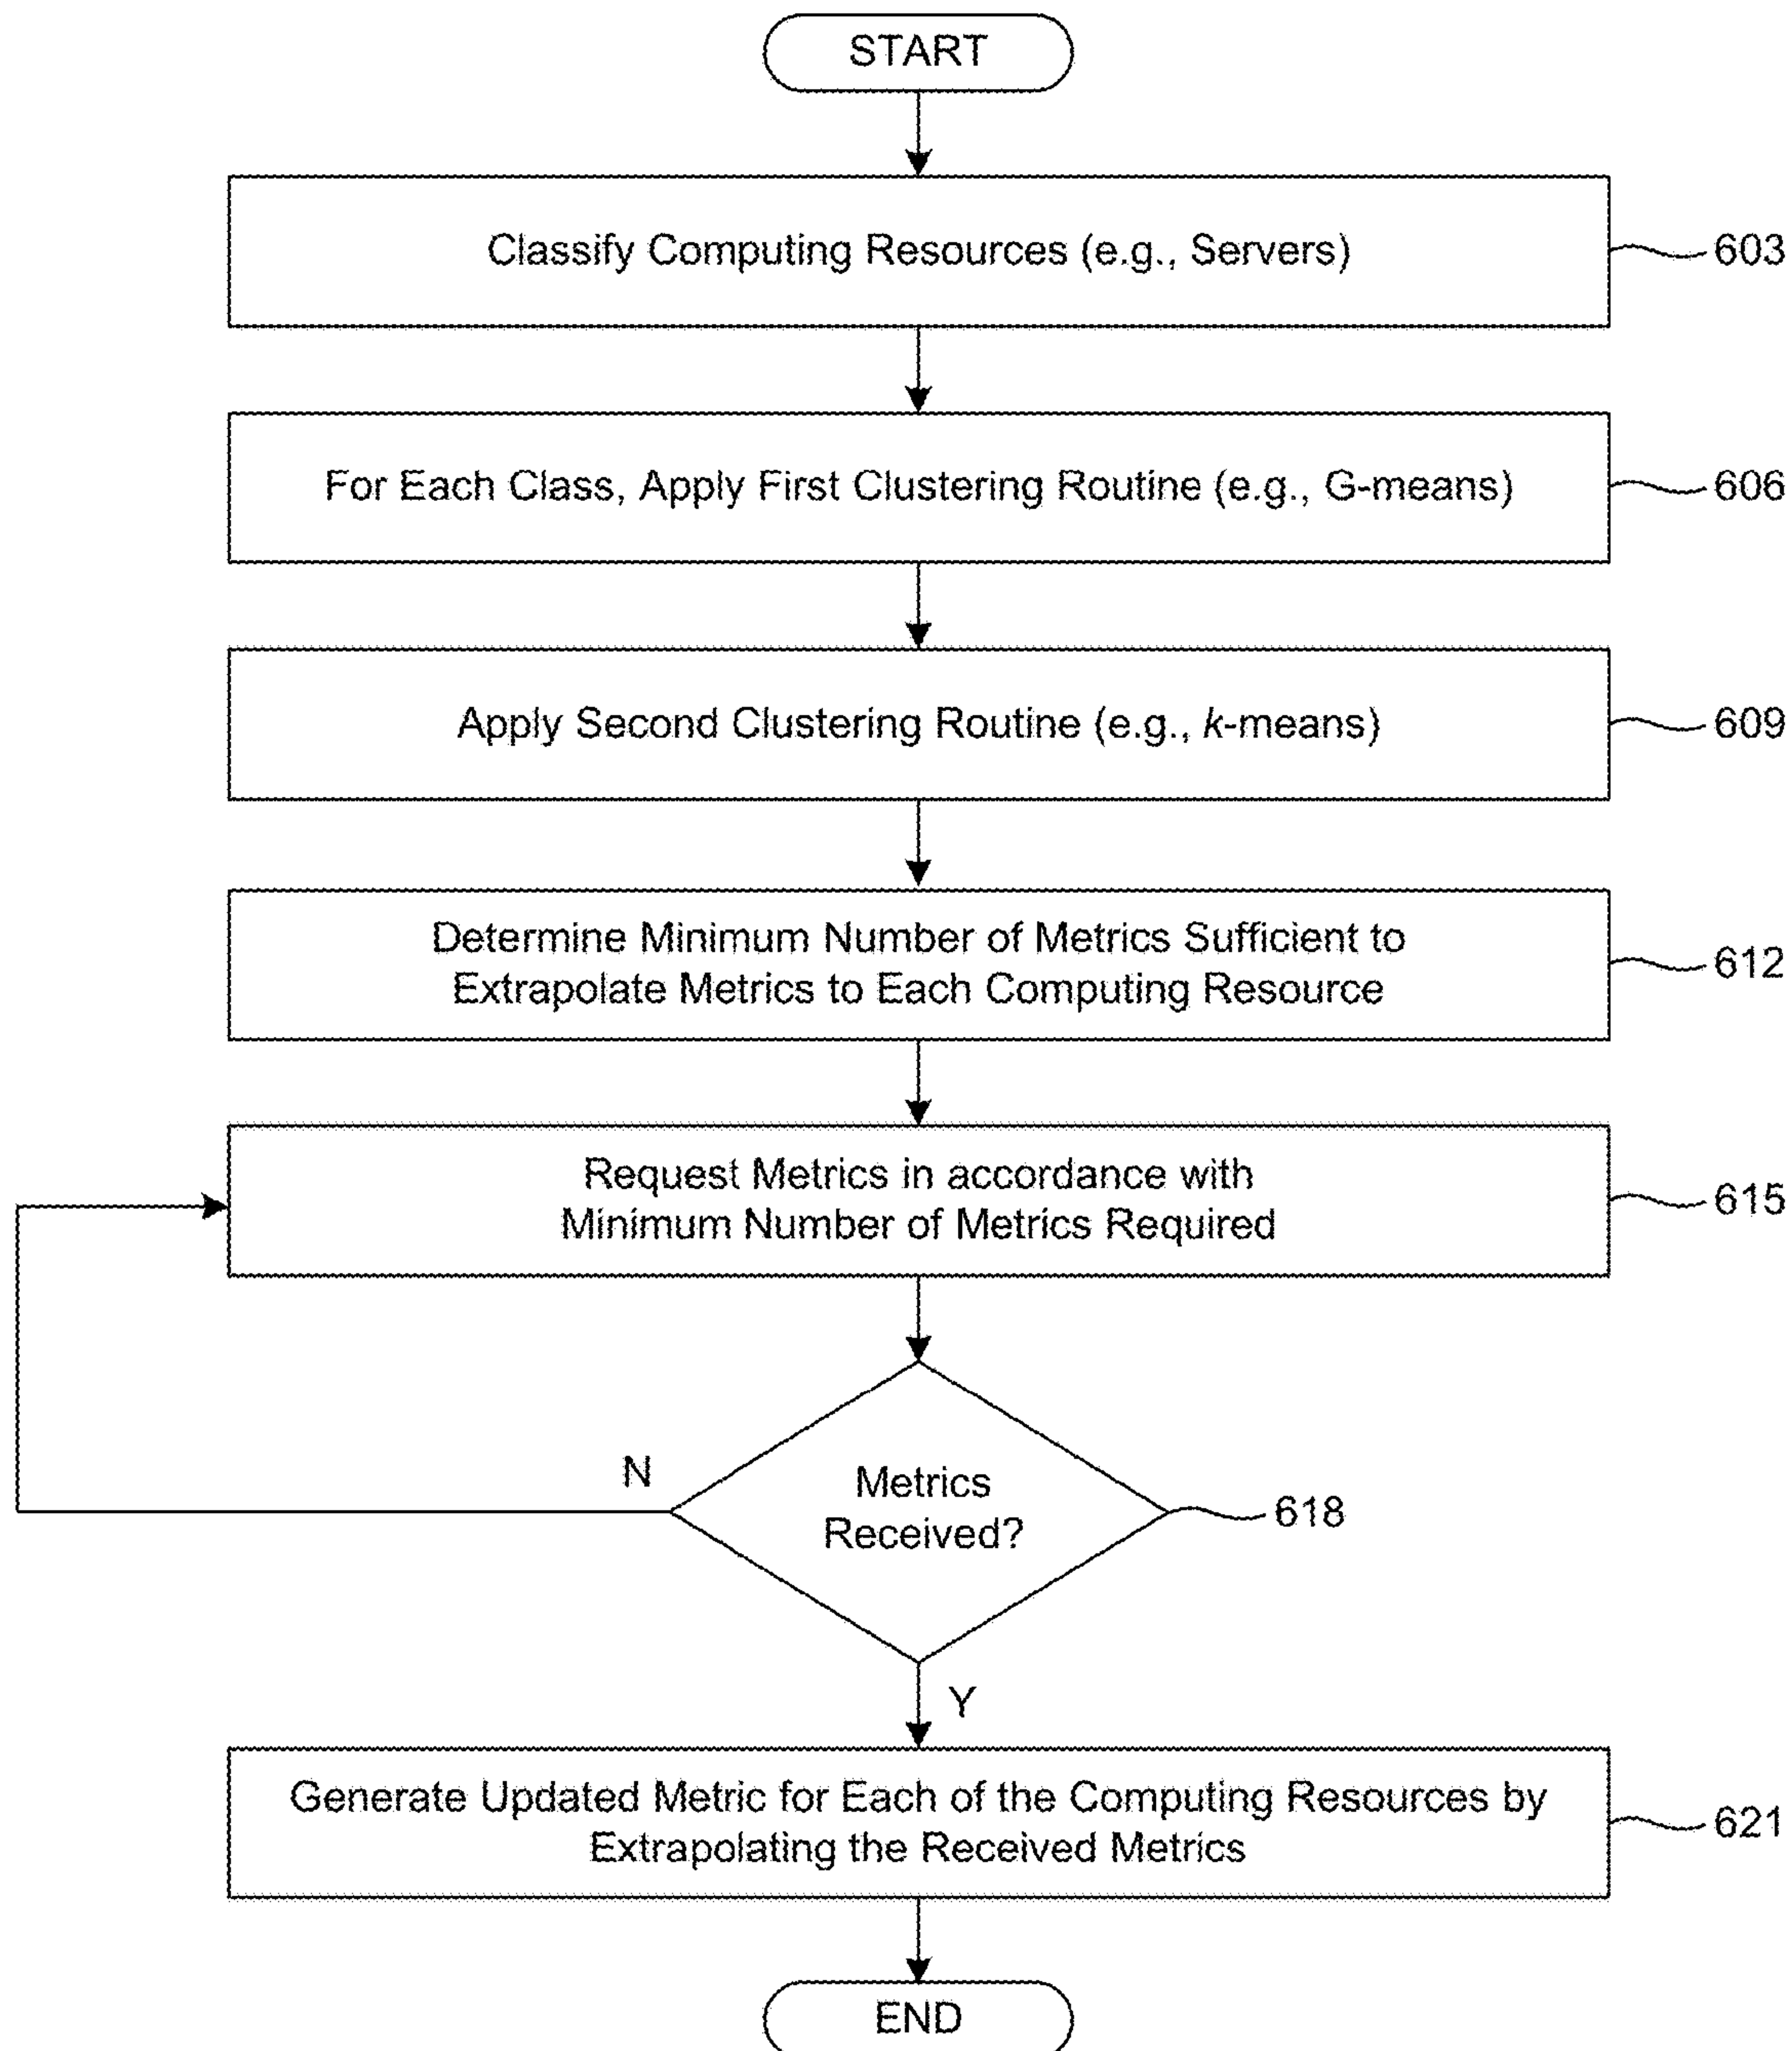 START
Classify Computing Resources (e.g., Servers)
603
For Each Class, Apply First Clustering Routine (e.g., G-means)
606
Apply Second Clustering Routine (e.g., k-means)
609
Determine Minimum Number of Metrics Sufficient to
Extrapolate Metrics to Each Computing Resource
612
Request Metrics in accordance with
Minimum Number of Metrics Required
615
N
Metrics
Received?
618
Y
Generate Updated Metric for Each of the Computing Resources by
Extrapolating the Received Metrics
621
END